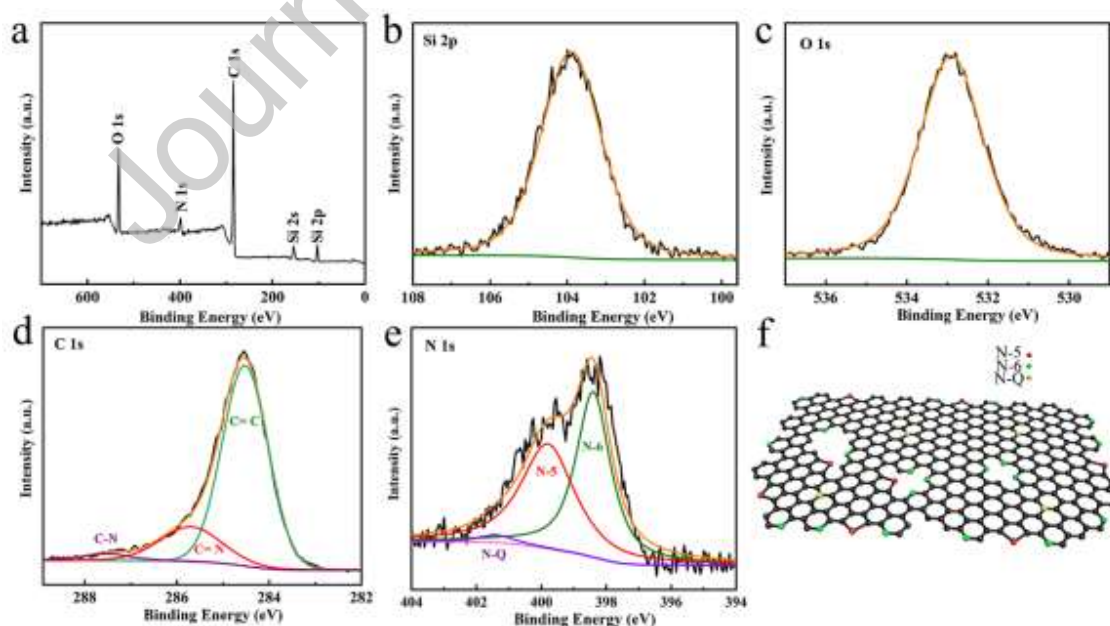 Journ
a
O 1s
N 1s
C 1s
Si 2s
Si 2p
Intensity (a.u.)
600 400 200 0
Binding Energy (eV)
b
Si 2p
Intensity (a.u.)
108 106 104 102 100
Binding Energy (eV)
c
O 1s
Intensity (a.u.)
536 534 532 530
Binding Energy (eV)
d
C 1s
C= C
C= N
C-N
Intensity (a.u.)
288 286 284 282
Binding Energy (eV)
e
N 1s
N-6
N-5
N-Q
Intensity (a.u.)
404 402 400 398 396 394
Binding Energy (eV)
f
N-5
N-6
N-Q